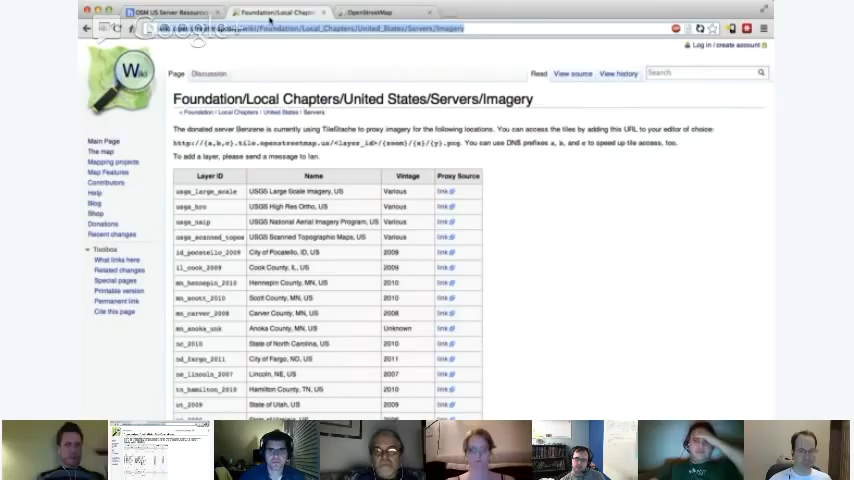 OSM US Server Resourc
Foundation/Local Chapte
OpenStreetMap
wiki/Foundation/Local_Chapters/United_States/Servers/Imagery
Google
Log in / create account
Wiki
Page Discussion Read View source View history Search
Foundation/Local Chapters/United States/Servers/Imagery
< Foundation | Local Chapters | United States | Servers
The donated server Benzene is currently using TileStache to proxy imagery for the following locations. You can access the tiles by adding this URL to your editor of choice:
http://{a,b,c}.tile.openstreetmap.us/<layer_id>/{zoom}/{x}/{y}.png. You can use DNS prefixes a, b, and c to speed up tile access, too.
To add a layer, please send a message to Ian.
Main Page
The map
Mapping projects
Map Features
Contributors
Help
Blog
Shop
Donations
Recent changes
Toolbox
What links here
Related changes
Special pages
Printable version
Permanent link
Cite this page
Layer ID Name Vintage Proxy Source
usgs_large_scale USGS Large Scale Imagery, US Various link
usgs_hro USGS High Res Ortho, US Various link
usgs_naip USGS National Aerial Imagery Program, US Various link
usgs_scanned_topos USGS Scanned Topographic Maps, US Various link
id_pocatello_2009 City of Pocatello, ID, US 2009 link
il_cook_2009 Cook County, IL, US 2009 link
mn_hennepin_2010 Hennepin County, MN, US 2010 link
mn_scott_2010 Scott County, MN, US 2010 link
mn_carver_2008 Carver County, MN, US 2008 link
mn_anoka_unk Anoka County, MN, US Unknown link
nc_2010 State of North Carolina, US 2010 link
nd_fargo_2011 City of Fargo, ND, US 2011 link
ne_lincoln_2007 Lincoln, NE, US 2007 link
tn_hamilton_2010 Hamilton County, TN, US 2010 link
ut_2009 State of Utah, US 2009 link